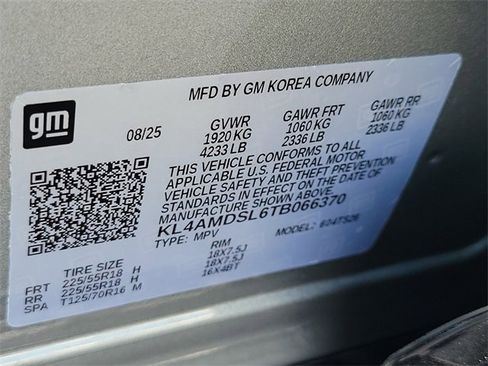 gm
MFD BY GM KOREA COMPANY
08/25 GVWR GAWR FRT GAWR RR
1920 KG 1060 KG 1060 KG
4233 LB 2336 LB 2336 LB
THIS VEHICLE CONFORMS TO ALL
APPLICABLE U.S. FEDERAL MOTOR
VEHICLE SAFETY AND THEFT PREVENTION
STANDARDS IN EFFECT ON THE DATE OF
MANUFACTURE SHOWN ABOVE.
KL4AMDSL6TB066370
TYPE: MPV MODEL: 
TIRE SIZE RIM
FRT 225/55R18 H 18X7.5J
RR 225/55R18 H 18X7.5J
SPA T125/70R16 M 16X4BT